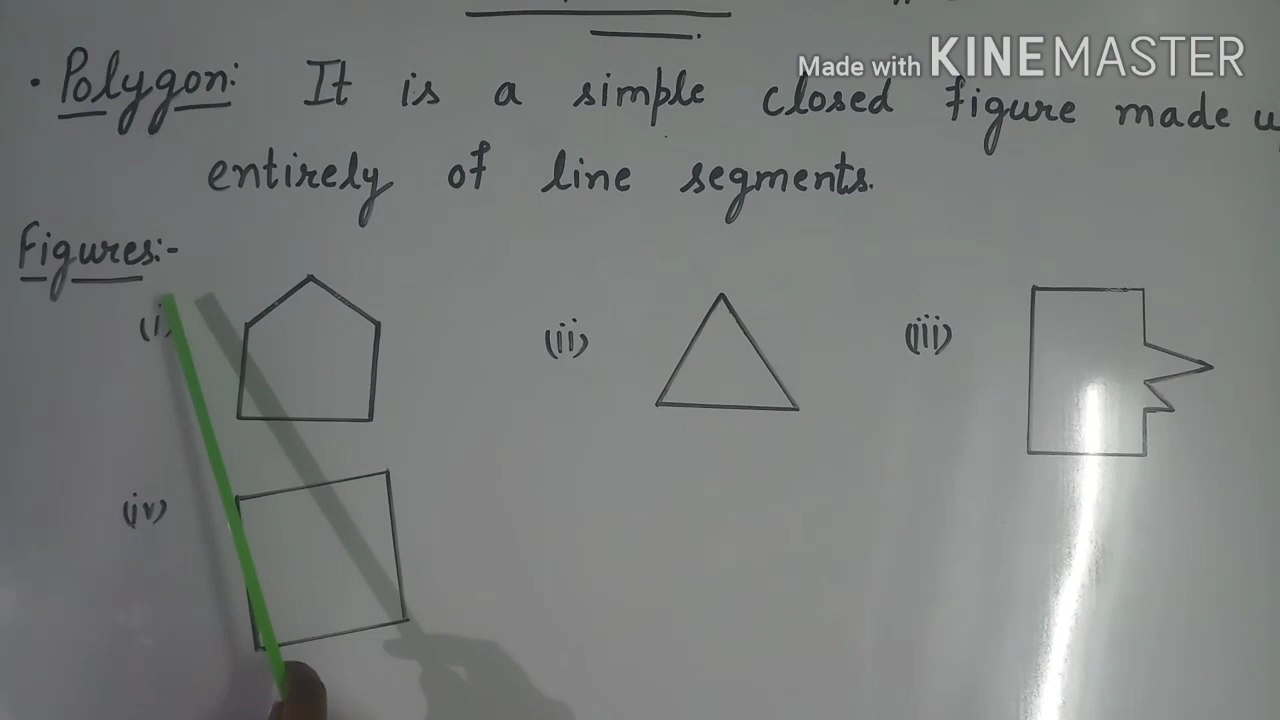 Made with KINEMASTER
• Polygon: It is a simple closed figure made
entirely of line segments.
Figures:-
(i)
(ii)
(iii)
(iv)